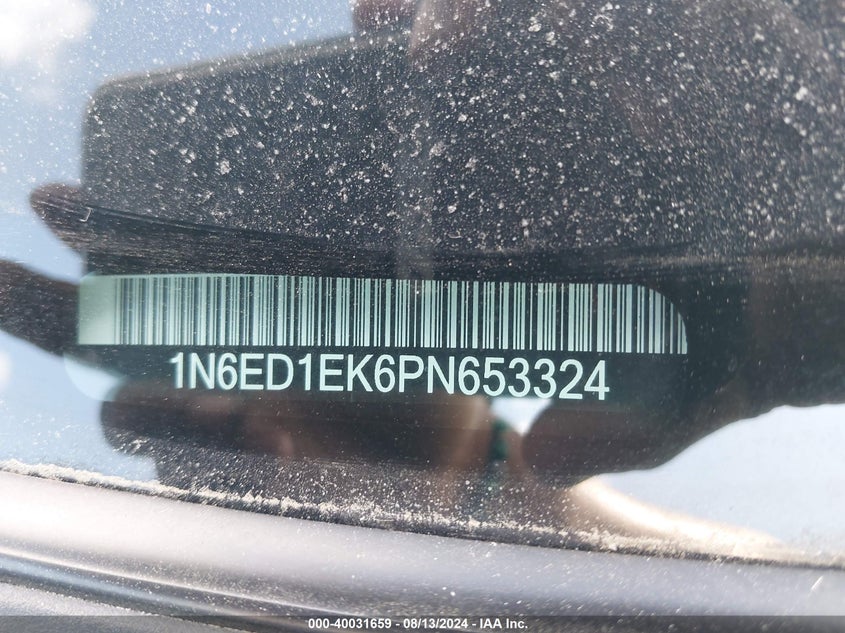 1N6ED1EK6PN653324
000-40031659 | 08/13/2024 | IAA Inc.